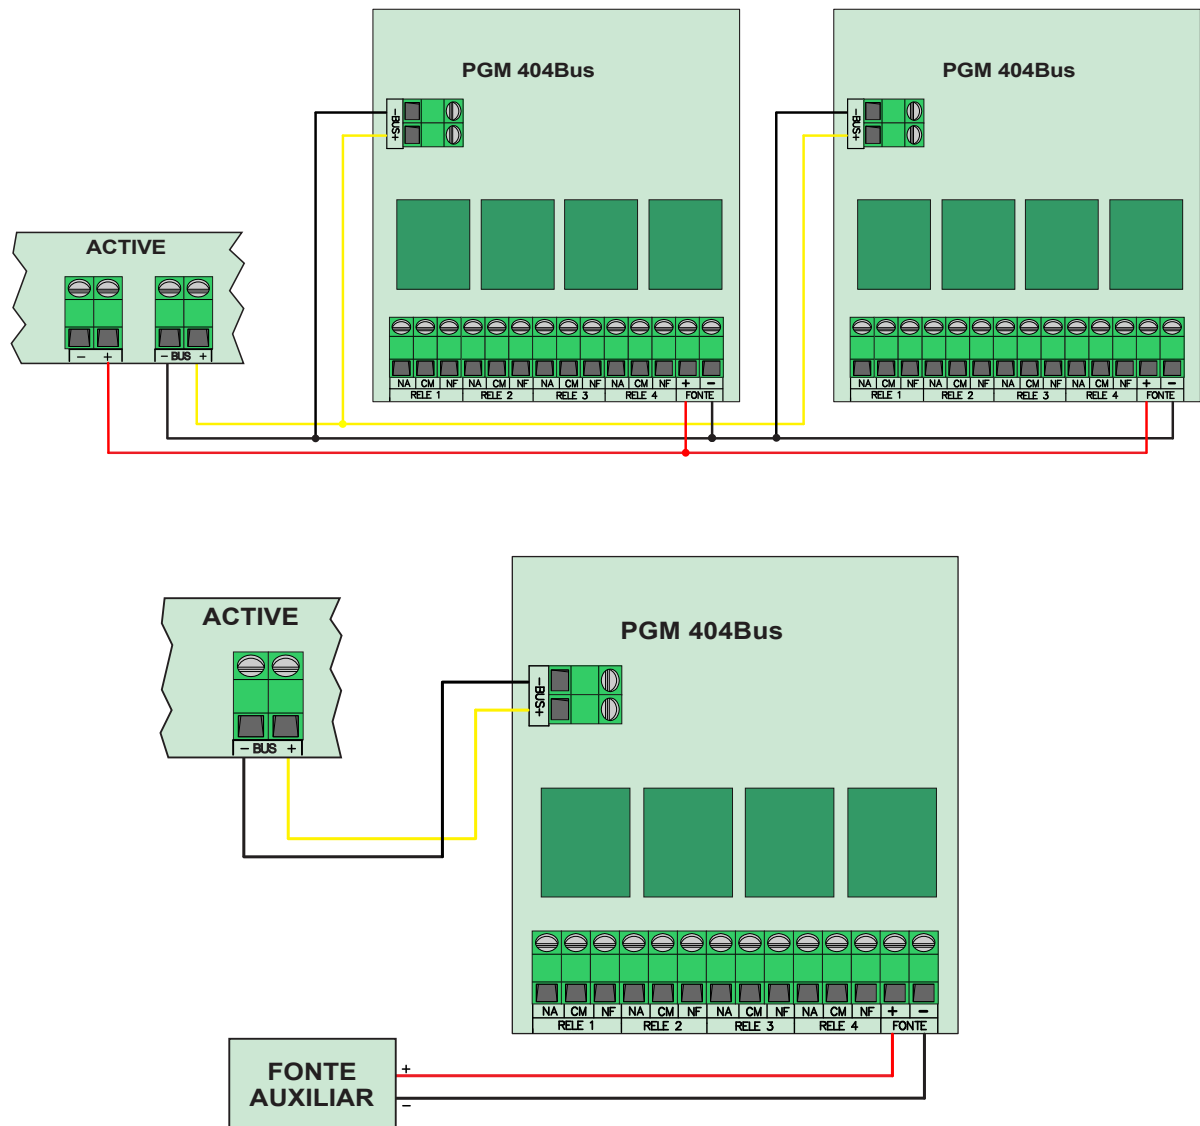 PGM 404Bus
-BUS+
NA CM NF NA CM NF NA CM NF NA CM NF + -
RELE 1 RELE 2 RELE 3 RELE 4 FONTE
PGM 404Bus
-BUS+
NA CM NF NA CM NF NA CM NF NA CM NF + -
RELE 1 RELE 2 RELE 3 RELE 4 FONTE
ACTIVE
- + - BUS +
ACTIVE
- BUS +
PGM 404Bus
-BUS+
NA CM NF NA CM NF NA CM NF NA CM NF + -
RELE 1 RELE 2 RELE 3 RELE 4 FONTE
FONTE
AUXILIAR
+
-